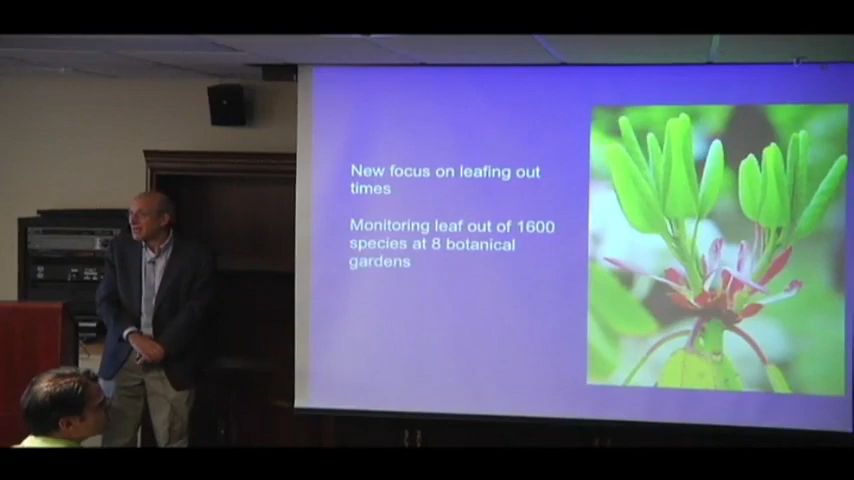 New focus on leafing out
times
Monitoring leaf out of 1600
species at 8 botanical
gardens